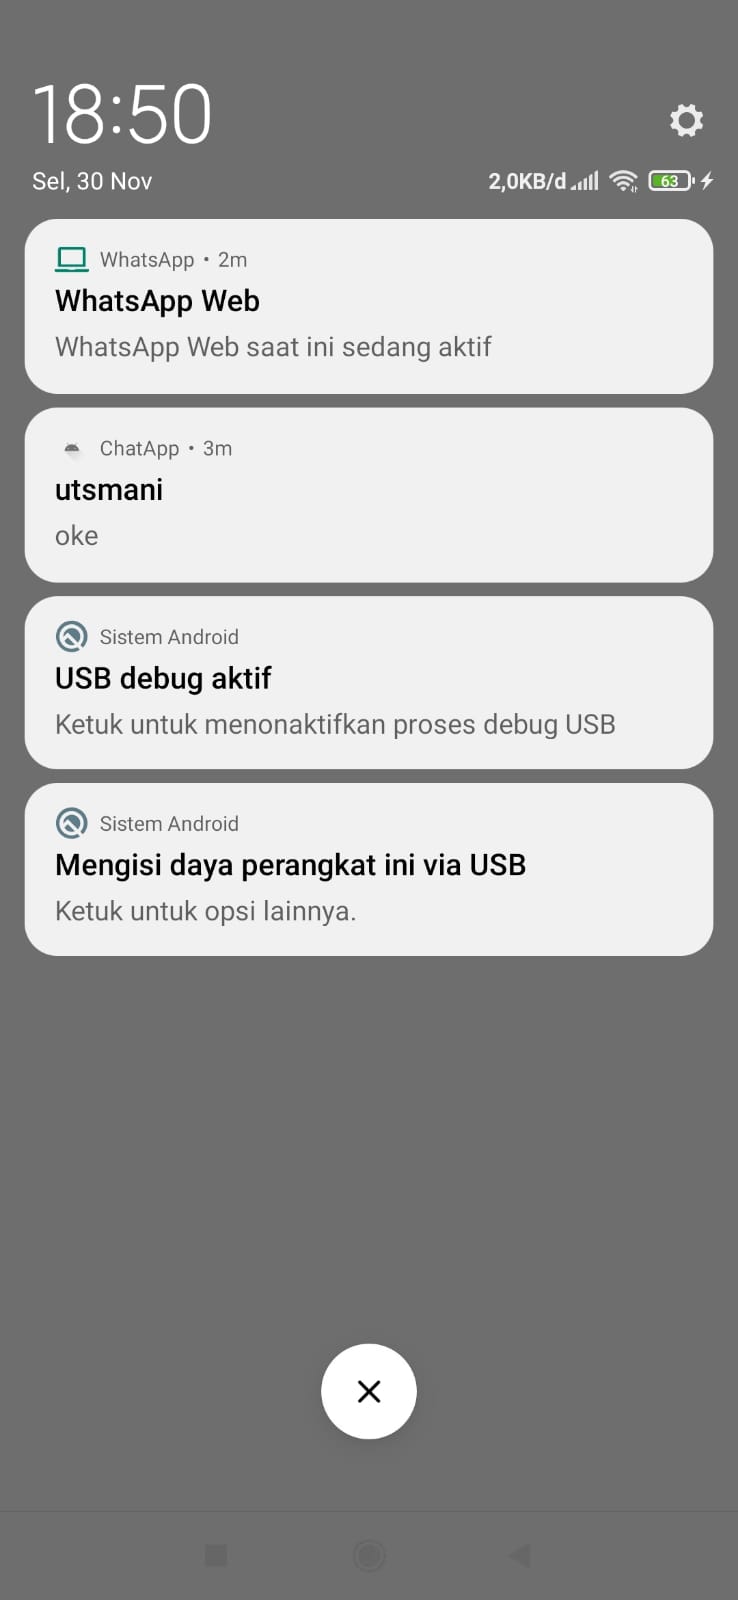 18:50
Sel, 30 Nov
2,0KB/d 63
WhatsApp • 2m
WhatsApp Web
WhatsApp Web saat ini sedang aktif
ChatApp • 3m
utsmani
oke
Sistem Android
USB debug aktif
Ketuk untuk menonaktifkan proses debug USB
Sistem Android
Mengisi daya perangkat ini via USB
Ketuk untuk opsi lainnya.